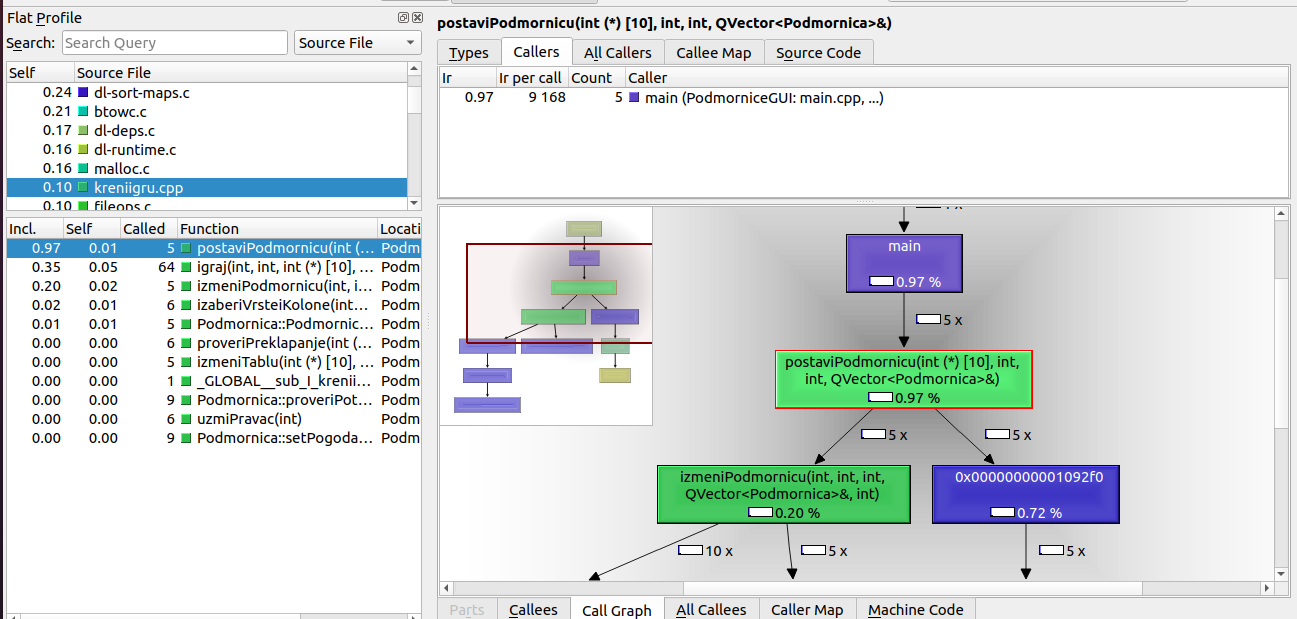 Flat Profile
Search: Search Query Source File
Self Source File
0.24 dl-sort-maps.c
0.21 btowc.c
0.17 dl-deps.c
0.16 dl-runtime.c
0.16 malloc.c
0.10 kreniigru.cpp
0.10 fileops.c
Incl. Self Called Function Locati
0.97 0.01 5 postaviPodmornicu(int (... Podm
0.35 0.05 64 igraj(int, int, int (*) [10], ... Podm
0.20 0.02 5 izmeniPodmornicu(int, i... Podm
0.02 0.01 6 izaberiVrsteiKolone(int... Podm
0.01 0.01 5 Podmornica::Podmornic... Podm
0.00 0.00 6 proveriPreklapanje(int (... Podm
0.00 0.00 5 izmeniTablu(int (*) [10], ... Podm
0.00 0.00 1 _GLOBAL__sub_I_krenii... Podm
0.00 0.00 9 Podmornica::proveriPot... Podm
0.00 0.00 6 uzmiPravac(int) Podm
0.00 0.00 9 Podmornica::setPogoda... Podm
postaviPodmornicu(int (*) [10], int, int, QVector<Podmornica>&)
Types Callers All Callers Callee Map Source Code
Ir Ir per call Count Caller
0.97 9 168 5 main (PodmorniceGUI: main.cpp, ...)
main
0.97 %
5 x
postaviPodmornicu(int (*) [10], int,
int, QVector<Podmornica>&)
0.97 %
5 x 5 x
izmeniPodmornicu(int, int, int,
QVector<Podmornica>&, int)
0.20 %
0x00000000001092f0
0.72 %
10 x 5 x 5 x
Parts Callees Call Graph All Callees Caller Map Machine Code